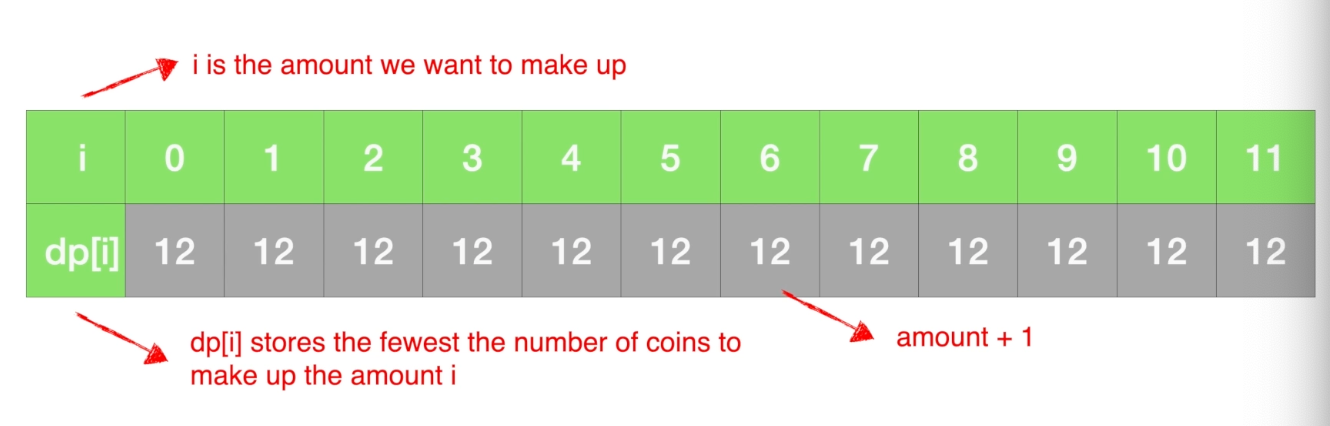 i is the amount we want to make up
i 0 1 2 3 4 5 6 7 8 9 10 11
dp[i] 12 12 12 12 12 12 12 12 12 12 12 12
dp[i] stores the fewest the number of coins to
make up the amount i
amount + 1